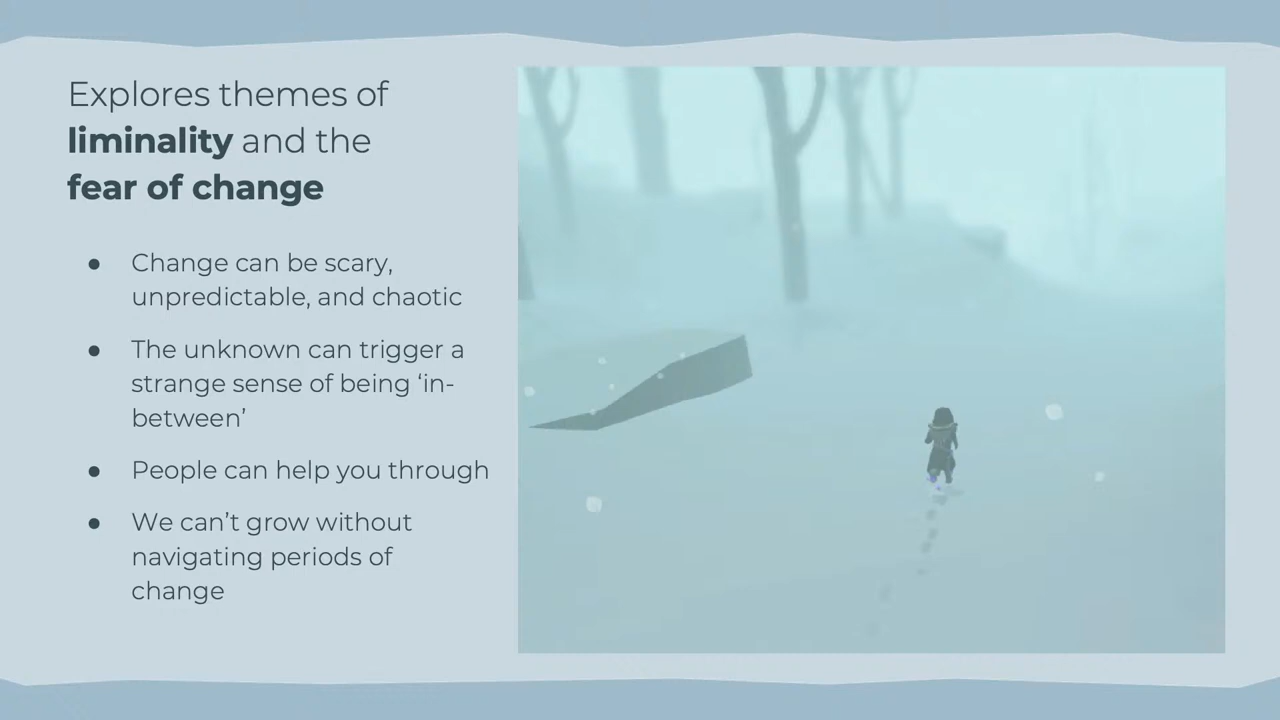 Explores themes of
liminality and the
fear of change
● Change can be scary,
unpredictable, and chaotic
● The unknown can trigger a
strange sense of being ‘in-
between’
● People can help you through
● We can’t grow without
navigating periods of
change